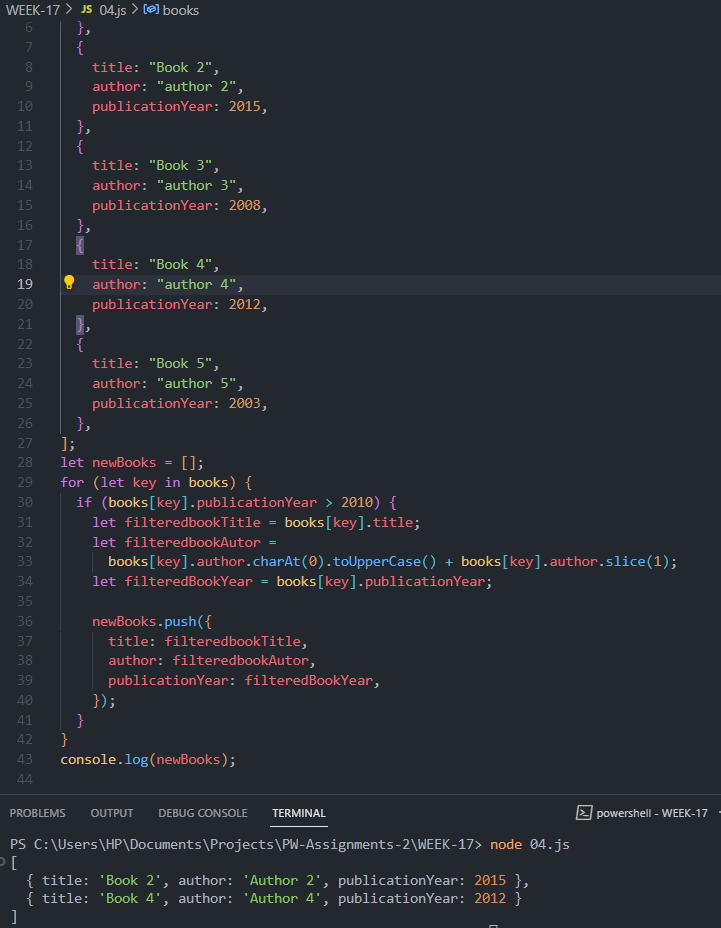 WEEK-17 > JS 04.js > books
6 },
7 {
8 title: "Book 2",
9 author: "author 2",
10 publicationYear: 2015,
11 },
12 {
13 title: "Book 3",
14 author: "author 3",
15 publicationYear: 2008,
16 },
17 {
18 title: "Book 4",
19 author: "author 4",
20 publicationYear: 2012,
21 },
22 {
23 title: "Book 5",
24 author: "author 5",
25 publicationYear: 2003,
26 },
27 ];
28 let newBooks = [];
29 for (let key in books) {
30 if (books[key].publicationYear > 2010) {
31 let filteredbookTitle = books[key].title;
32 let filteredbookAutor =
33 books[key].author.charAt(0).toUpperCase() + books[key].author.slice(1);
34 let filteredBookYear = books[key].publicationYear;
35
36 newBooks.push({
37 title: filteredbookTitle,
38 author: filteredbookAutor,
39 publicationYear: filteredBookYear,
40 });
41 }
42 }
43 console.log(newBooks);
44
PROBLEMS OUTPUT DEBUG CONSOLE TERMINAL powershell - WEEK-17
PS C:\Users\HP\Documents\Projects\PW-Assignments-2\WEEK-17> node 04.js
[
{ title: 'Book 2', author: 'Author 2', publicationYear: 2015 },
{ title: 'Book 4', author: 'Author 4', publicationYear: 2012 }
]